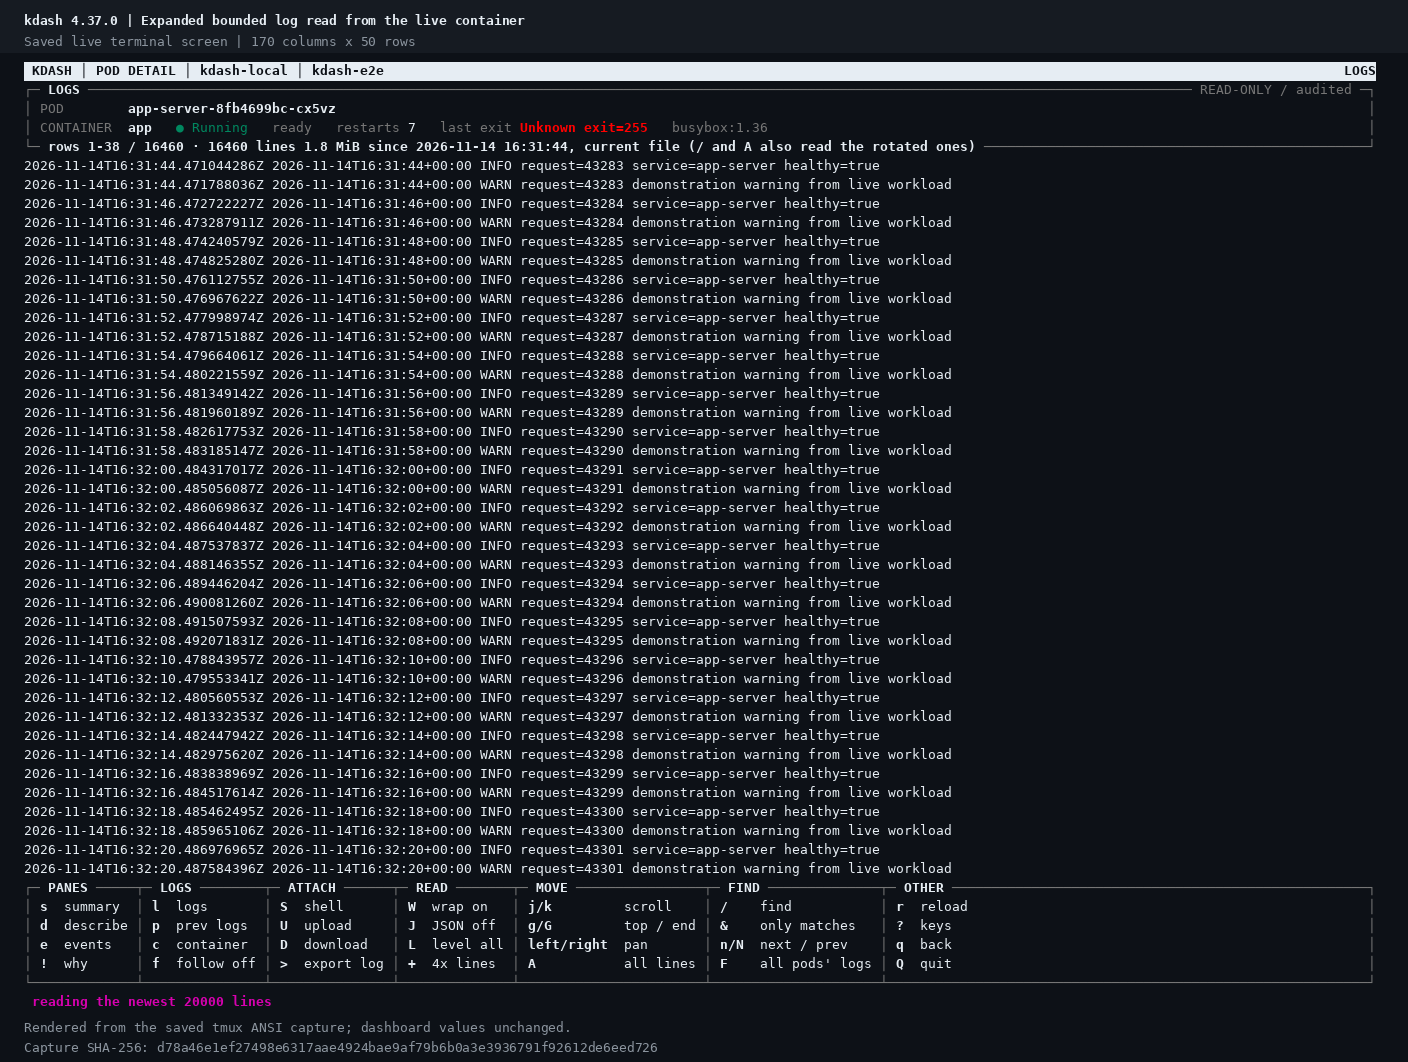 kdash 4.37.0 | Expanded bounded log read from the live container
Saved live terminal screen | 170 columns x 50 rows
KDASH │ POD DETAIL │ kdash-local │ kdash-e2e LOGS
LOGS READ-ONLY / audited
POD app-server-8fb4699bc-cx5vz
CONTAINER app ● Running ready restarts 7 last exit Unknown exit=255 busybox:1.36
rows 1-38 / 16460 · 16460 lines 1.8 MiB since 2026-11-14 16:31:44, current file (/ and A also read the rotated ones)
2026-11-14T16:31:44.471044286Z 2026-11-14T16:31:44+00:00 INFO request=43283 service=app-server healthy=true
2026-11-14T16:31:44.471788036Z 2026-11-14T16:31:44+00:00 WARN request=43283 demonstration warning from live workload
2026-11-14T16:31:46.472722227Z 2026-11-14T16:31:46+00:00 INFO request=43284 service=app-server healthy=true
2026-11-14T16:31:46.473287911Z 2026-11-14T16:31:46+00:00 WARN request=43284 demonstration warning from live workload
2026-11-14T16:31:48.474240579Z 2026-11-14T16:31:48+00:00 INFO request=43285 service=app-server healthy=true
2026-11-14T16:31:48.474825280Z 2026-11-14T16:31:48+00:00 WARN request=43285 demonstration warning from live workload
2026-11-14T16:31:50.476112755Z 2026-11-14T16:31:50+00:00 INFO request=43286 service=app-server healthy=true
2026-11-14T16:31:50.476967622Z 2026-11-14T16:31:50+00:00 WARN request=43286 demonstration warning from live workload
2026-11-14T16:31:52.477998974Z 2026-11-14T16:31:52+00:00 INFO request=43287 service=app-server healthy=true
2026-11-14T16:31:52.478715188Z 2026-11-14T16:31:52+00:00 WARN request=43287 demonstration warning from live workload
2026-11-14T16:31:54.479664061Z 2026-11-14T16:31:54+00:00 INFO request=43288 service=app-server healthy=true
2026-11-14T16:31:54.480221559Z 2026-11-14T16:31:54+00:00 WARN request=43288 demonstration warning from live workload
2026-11-14T16:31:56.481349142Z 2026-11-14T16:31:56+00:00 INFO request=43289 service=app-server healthy=true
2026-11-14T16:31:56.481960189Z 2026-11-14T16:31:56+00:00 WARN request=43289 demonstration warning from live workload
2026-11-14T16:31:58.482617753Z 2026-11-14T16:31:58+00:00 INFO request=43290 service=app-server healthy=true
2026-11-14T16:31:58.483185147Z 2026-11-14T16:31:58+00:00 WARN request=43290 demonstration warning from live workload
2026-11-14T16:32:00.484317017Z 2026-11-14T16:32:00+00:00 INFO request=43291 service=app-server healthy=true
2026-11-14T16:32:00.485056087Z 2026-11-14T16:32:00+00:00 WARN request=43291 demonstration warning from live workload
2026-11-14T16:32:02.486069863Z 2026-11-14T16:32:02+00:00 INFO request=43292 service=app-server healthy=true
2026-11-14T16:32:02.486640448Z 2026-11-14T16:32:02+00:00 WARN request=43292 demonstration warning from live workload
2026-11-14T16:32:04.487537837Z 2026-11-14T16:32:04+00:00 INFO request=43293 service=app-server healthy=true
2026-11-14T16:32:04.488146355Z 2026-11-14T16:32:04+00:00 WARN request=43293 demonstration warning from live workload
2026-11-14T16:32:06.489446204Z 2026-11-14T16:32:06+00:00 INFO request=43294 service=app-server healthy=true
2026-11-14T16:32:06.490081260Z 2026-11-14T16:32:06+00:00 WARN request=43294 demonstration warning from live workload
2026-11-14T16:32:08.491507593Z 2026-11-14T16:32:08+00:00 INFO request=43295 service=app-server healthy=true
2026-11-14T16:32:08.492071831Z 2026-11-14T16:32:08+00:00 WARN request=43295 demonstration warning from live workload
2026-11-14T16:32:10.478843957Z 2026-11-14T16:32:10+00:00 INFO request=43296 service=app-server healthy=true
2026-11-14T16:32:10.479553341Z 2026-11-14T16:32:10+00:00 WARN request=43296 demonstration warning from live workload
2026-11-14T16:32:12.480560553Z 2026-11-14T16:32:12+00:00 INFO request=43297 service=app-server healthy=true
2026-11-14T16:32:12.481332353Z 2026-11-14T16:32:12+00:00 WARN request=43297 demonstration warning from live workload
2026-11-14T16:32:14.482447942Z 2026-11-14T16:32:14+00:00 INFO request=43298 service=app-server healthy=true
2026-11-14T16:32:14.482975620Z 2026-11-14T16:32:14+00:00 WARN request=43298 demonstration warning from live workload
2026-11-14T16:32:16.483838969Z 2026-11-14T16:32:16+00:00 INFO request=43299 service=app-server healthy=true
2026-11-14T16:32:16.484517614Z 2026-11-14T16:32:16+00:00 WARN request=43299 demonstration warning from live workload
2026-11-14T16:32:18.485462495Z 2026-11-14T16:32:18+00:00 INFO request=43300 service=app-server healthy=true
2026-11-14T16:32:18.485965106Z 2026-11-14T16:32:18+00:00 WARN request=43300 demonstration warning from live workload
2026-11-14T16:32:20.486976965Z 2026-11-14T16:32:20+00:00 INFO request=43301 service=app-server healthy=true
2026-11-14T16:32:20.487584396Z 2026-11-14T16:32:20+00:00 WARN request=43301 demonstration warning from live workload
PANES LOGS ATTACH READ MOVE FIND OTHER
s summary │ l logs │ S shell │ W wrap on │ j/k scroll │ / find │ r reload
d describe │ p prev logs │ U upload │ J JSON off │ g/G top / end │ & only matches │ ? keys
e events │ c container │ D download │ L level all │ left/right pan │ n/N next / prev │ q back
! why │ f follow off │ > export log │ + 4x lines │ A all lines │ F all pods' logs │ Q quit
reading the newest 20000 lines
Rendered from the saved tmux ANSI capture; dashboard values unchanged.
Capture SHA-256: d78a46e1ef27498e6317aae4924bae9af79b6b0a3e3936791f92612de6eed726